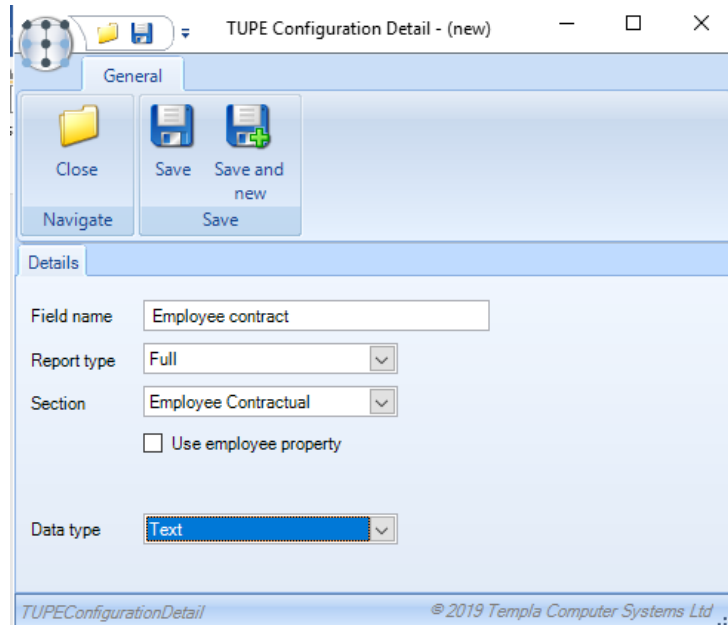 TUPE Configuration Detail - (new)
General
Close
Save
Save and
new
Navigate
Save
Details
Field name
Employee contract
Report type
Full
Section
Employee Contractual
Use employee property
Data type
Text
TUPEConfigurationDetail
© 2019 Templa Computer Systems Ltd